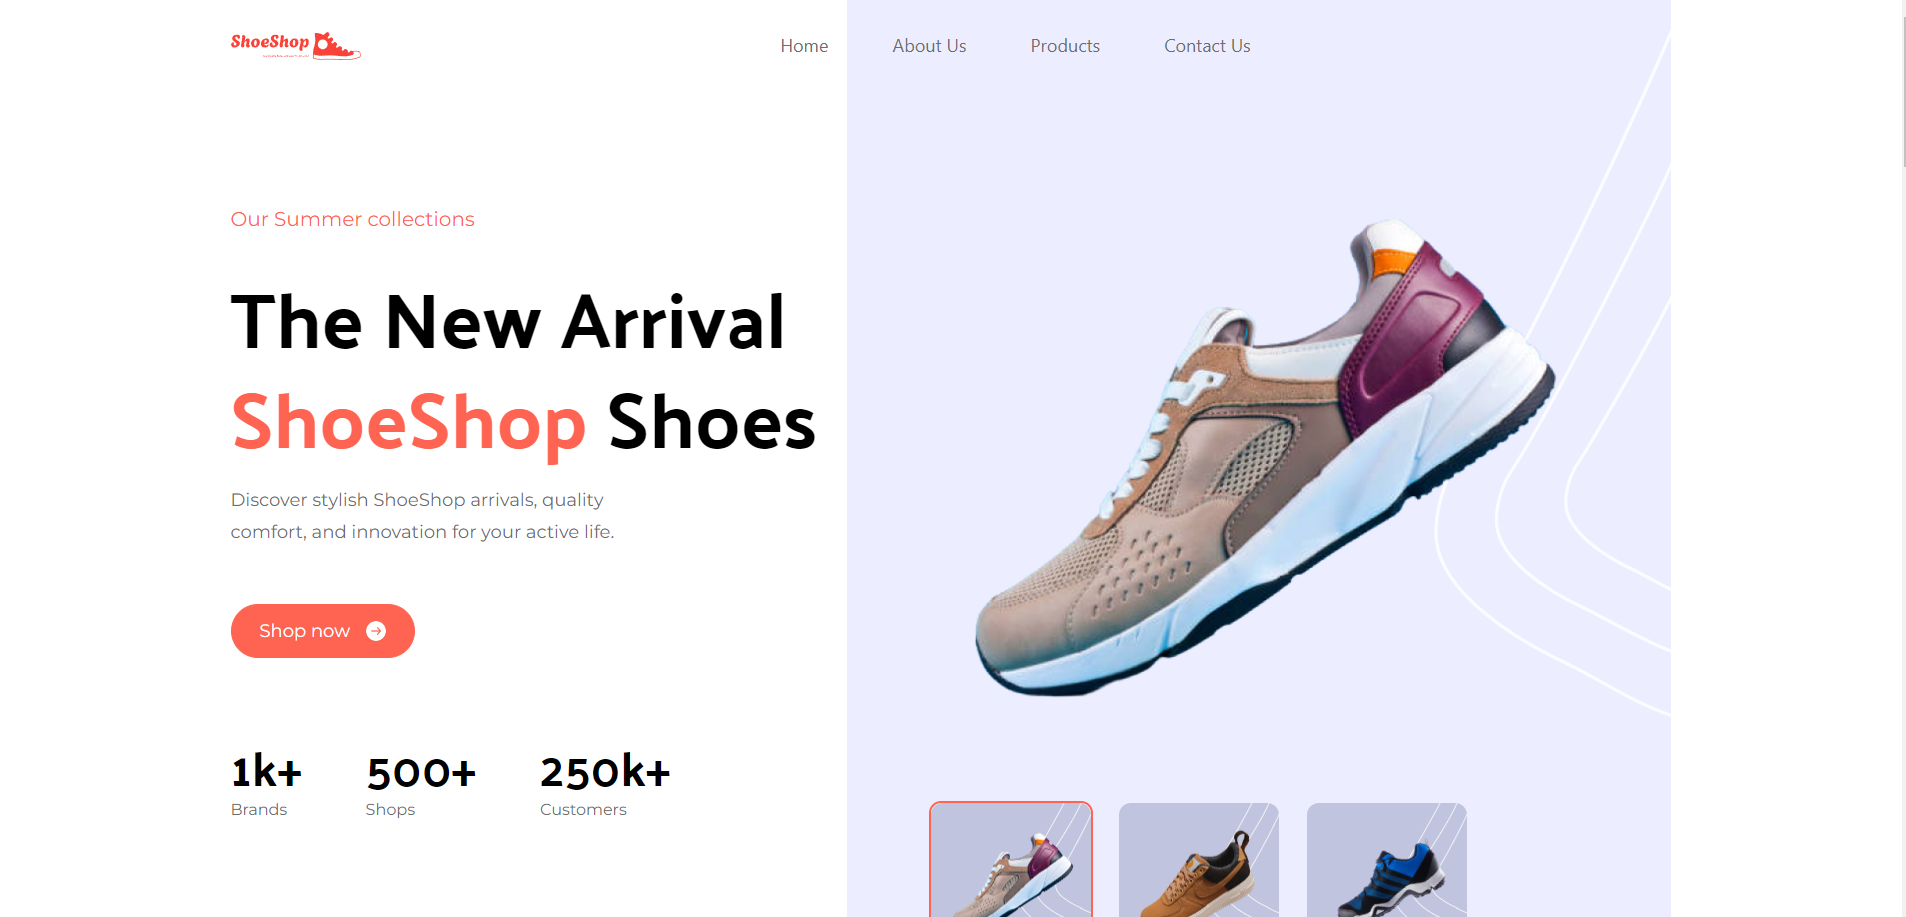 ShoeShop
Home
About Us
Products
Contact Us
Our Summer collections
The New Arrival
ShoeShop Shoes
Discover stylish ShoeShop arrivals, quality
comfort, and innovation for your active life.
Shop now
1k+
500+
250k+
Brands
Shops
Customers